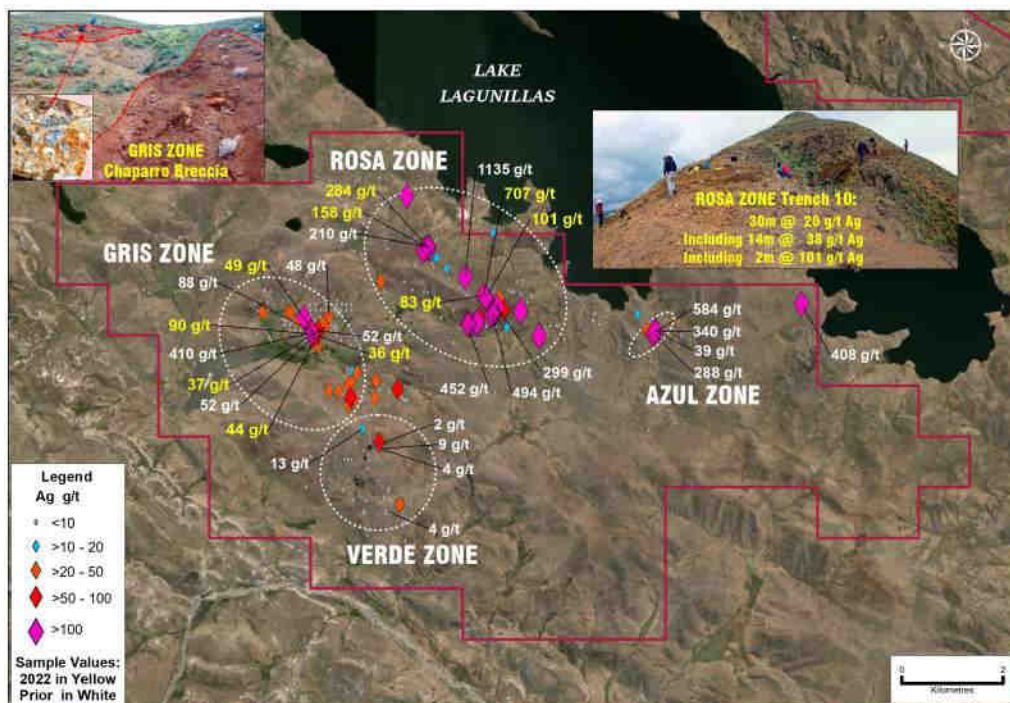 LAKE
LAGUNILLAS
GRIS ZONE
Chaparro Breccia
ROSA ZONE
1135 g/t
284 g/t
707 g/t
158 g/t
101 g/t
210 g/t
ROSA ZONE Trench 10:
30m @ 20 g/t Ag
Including 14m @ 38 g/t Ag
Including 2m @ 101 g/t Ag
GRIS ZONE
49 g/t
48 g/t
88 g/t
83 g/t
90 g/t
52 g/t
410 g/t
36 g/t
37 g/t
52 g/t
44 g/t
452 g/t
494 g/t
299 g/t
584 g/t
340 g/t
39 g/t
288 g/t
408 g/t
AZUL ZONE
2 g/t
9 g/t
13 g/t
4 g/t
4 g/t
VERDE ZONE
Legend
Ag g/t
<10
>10 - 20
>20 - 50
>50 - 100
>100
Sample Values:
2022 in Yellow
Prior in White
0 2
Kilometres